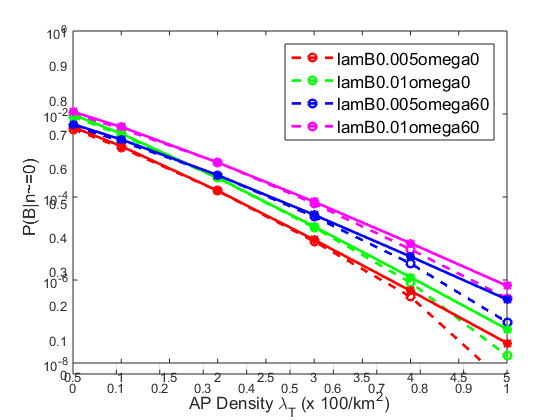 lamB0.005omega0
lamB0.01omega0
lamB0.005omega60
lamB0.01omega60
P(B|n~=0)
10^0
1
0.9
0.8
10^-2
0.7
0.6
10^-4
0.5
0.4
0.3
10^-6
0.2
0.1
10^-8
0
0.5 1 1.5 2 2.5 3 3.5 4 4.5 5
0 0.1 0.2 0.3 0.4 0.5 0.6 0.7 0.8 0.9 1
AP Density λ_T (x 100/km^2)